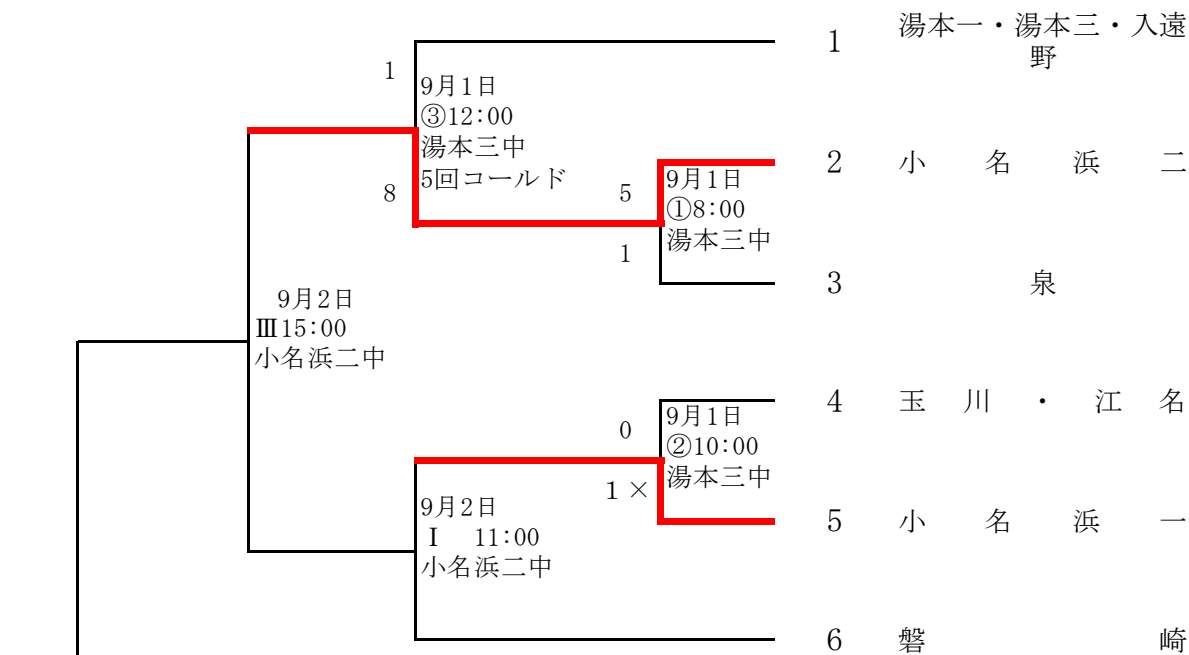 湯本一・湯本三・入遠
野
1
1
9月1日
③12:00
湯本三中
5回コールド
8
2
小名浜二
5
9月1日
①8:00
湯本三中
1
3
泉
9月2日
Ⅲ15:00
小名浜二中
4
玉川・江名
0
9月1日
②10:00
湯本三中
1×
5
小名浜一
9月2日
Ⅰ 11:00
小名浜二中
6
磐崎